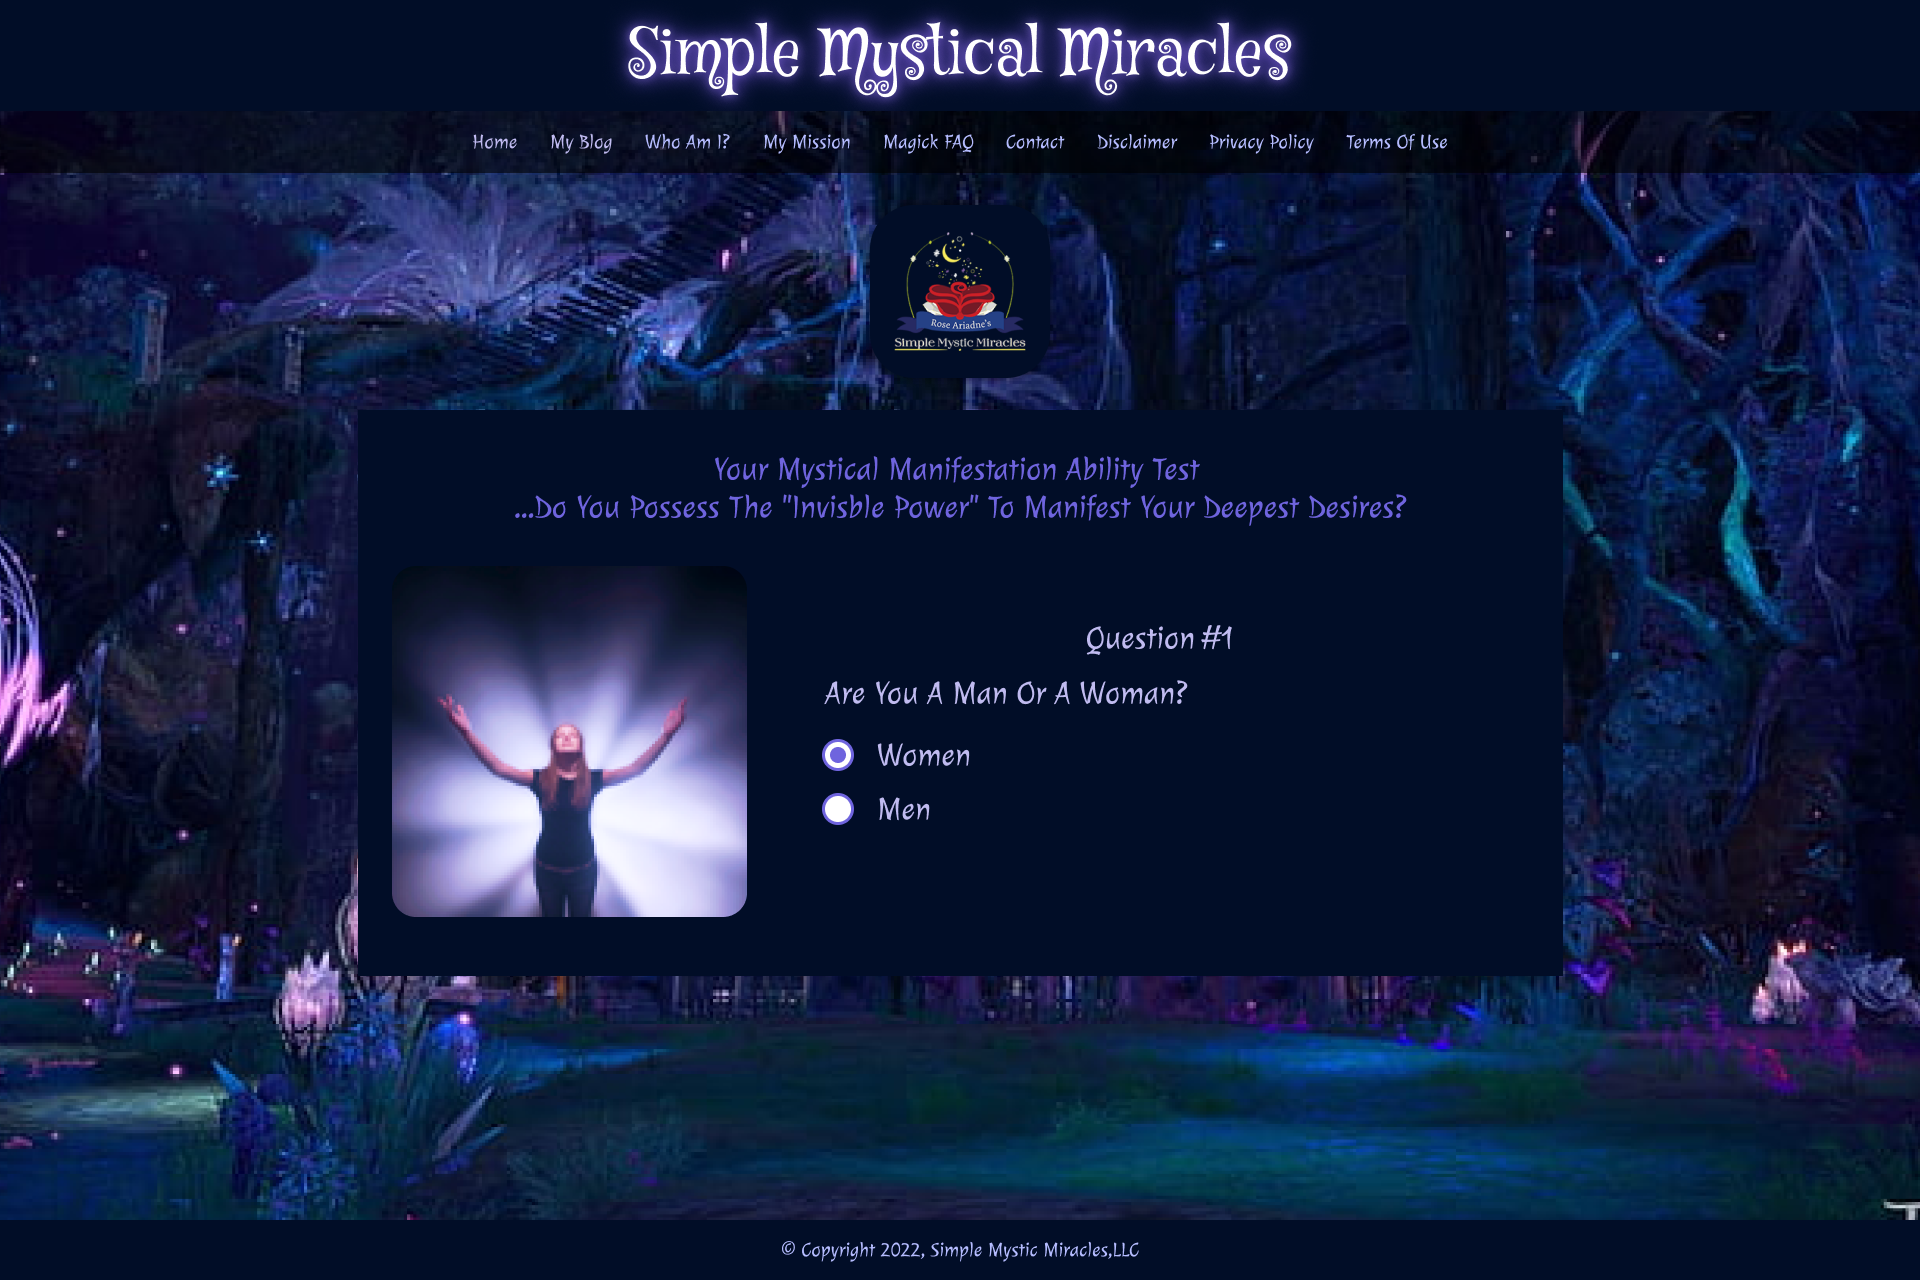 Simple Mystical Miracles
Home My Blog Who Am I? My Mission Magick FAQ Contact Disclaimer Privacy Policy Terms Of Use
Rose Ariadne's
Simple Mystic Miracles
Your Mystical Manifestation Ability Test
...Do You Possess The "Invisble Power" To Manifest Your Deepest Desires?
Question #1
Are You A Man Or A Woman?
Women
Men
© Copyright 2022, Simple Mystic Miracles,LLC